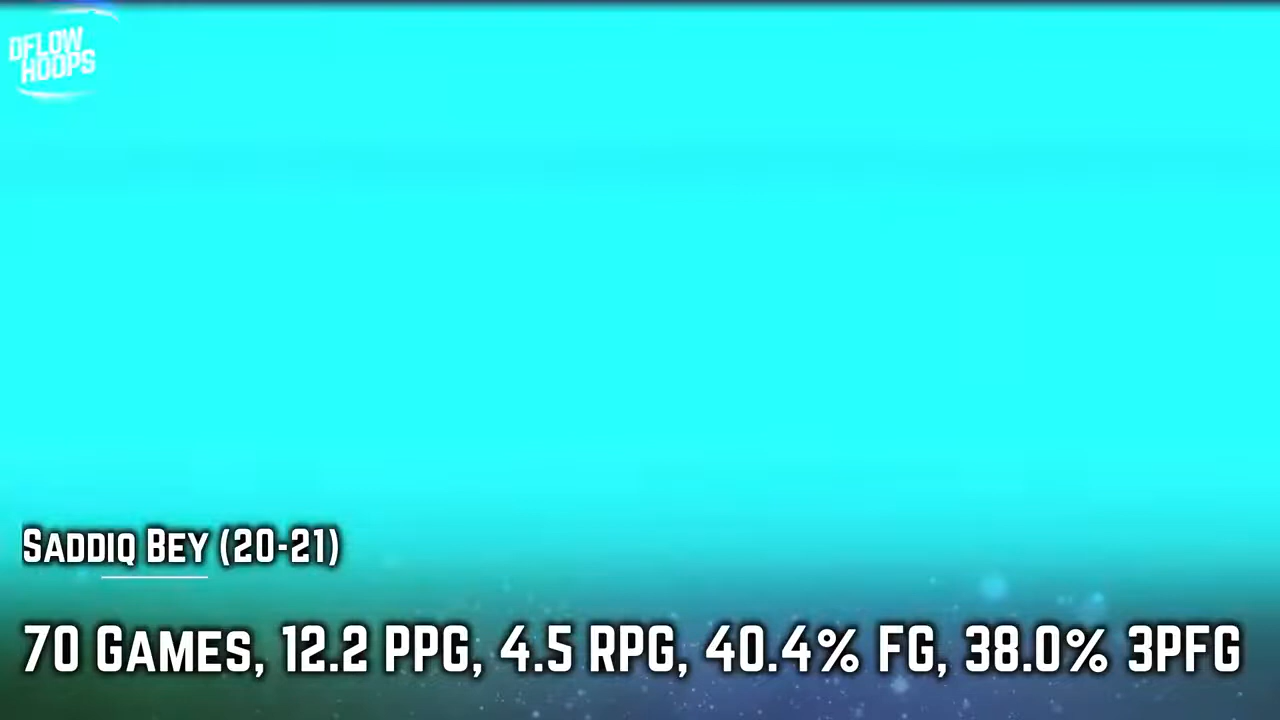 DFLOW
HOOPS
Saddiq Bey (20-21)
70 Games, 12.2 PPG, 4.5 RPG, 40.4% FG, 38.0% 3PFG